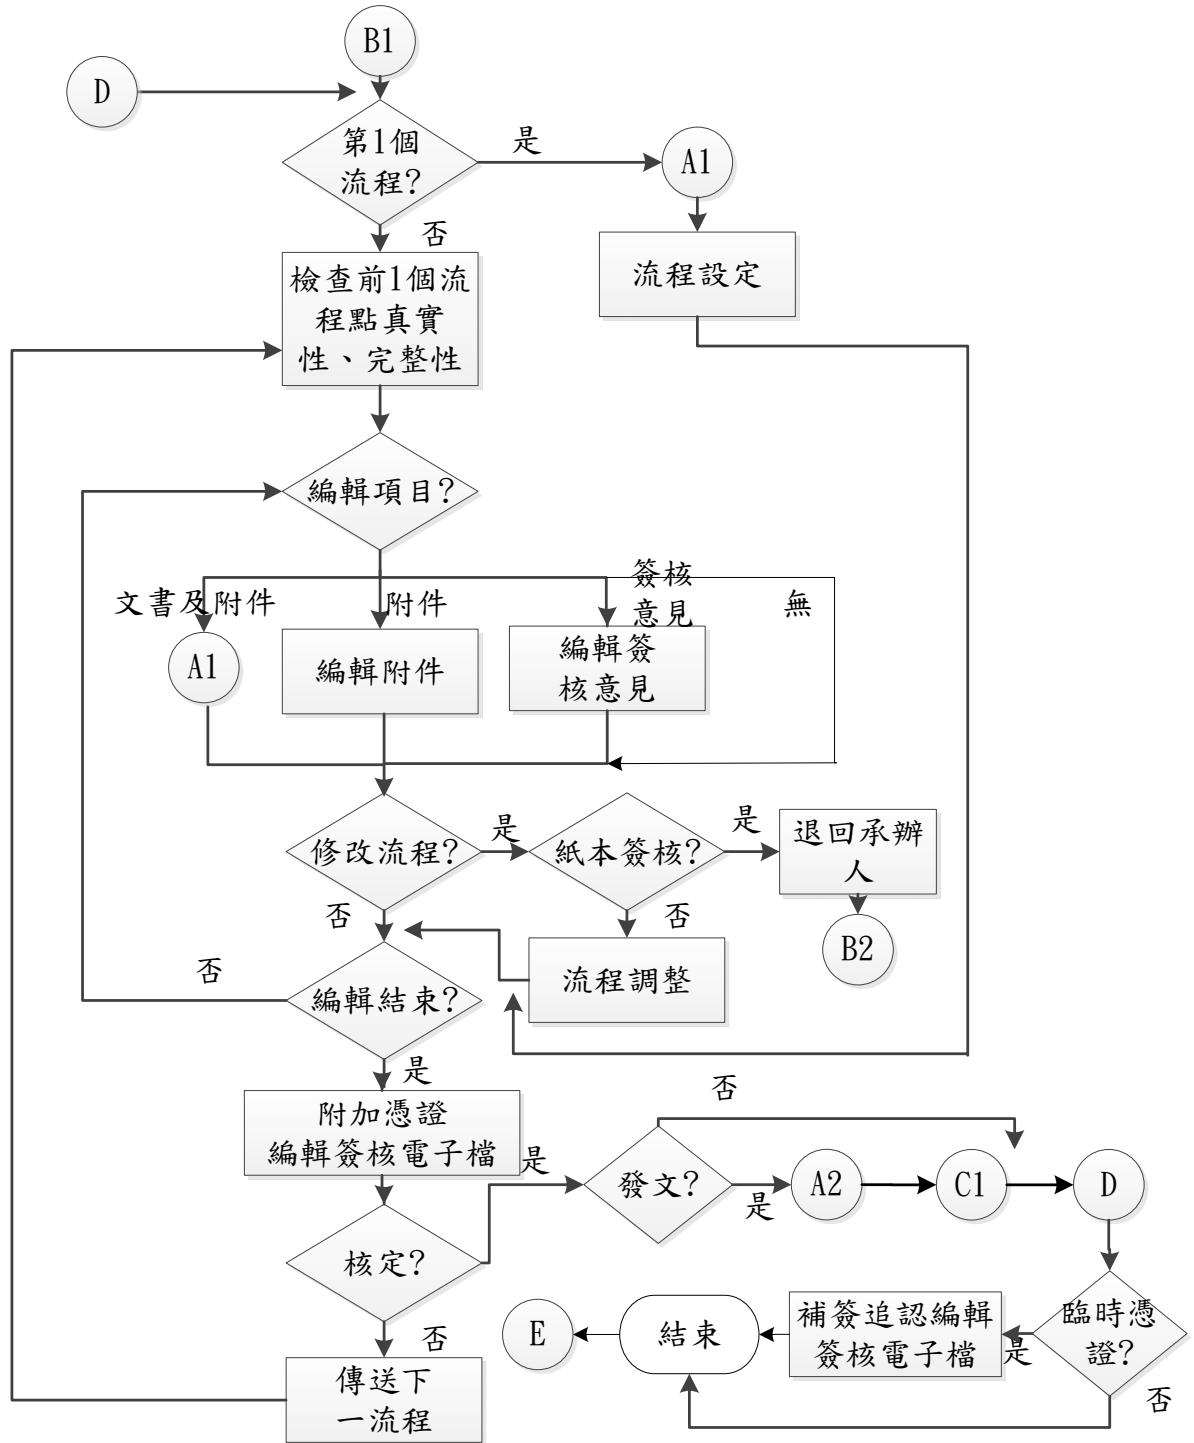 B1
D
第1個
流程?
是
A1
否
流程設定
檢查前1個流
程點真實
性、完整性
編輯項目?
簽核
意見
文書及附件
附件
無
A1
編輯附件
編輯簽
核意見
修改流程?
是
紙本簽核?
是
退回承辦
人
否
否
B2
否
流程調整
編輯結束?
是
否
附加憑證
編輯簽核電子檔
是
發文?
是
A2
C1
D
核定?
臨時憑
證?
補簽追認編輯
簽核電子檔
是
結束
E
否
否
傳送下
一流程